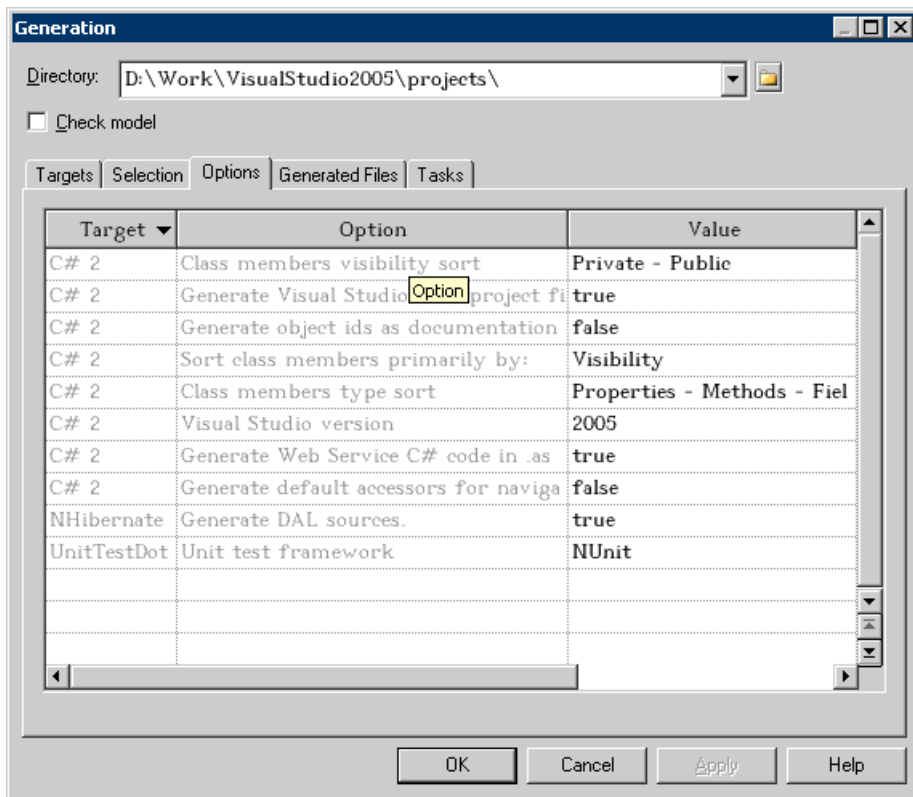 Generation
Directory: D:\Work\VisualStudio2005\projects\
Check model
Targets Selection Options Generated Files Tasks
Target Option Value
C# 2 Class members visibility sort Private - Public
C# 2 Generate Visual Studio project fi true
Option
C# 2 Generate object ids as documentation false
C# 2 Sort class members primarily by: Visibility
C# 2 Class members type sort Properties - Methods - Fiel
C# 2 Visual Studio version 2005
C# 2 Generate Web Service C# code in .as true
C# 2 Generate default accessors for naviga false
NHibernate Generate DAL sources. true
UnitTestDot Unit test framework NUnit
OK Cancel Apply Help